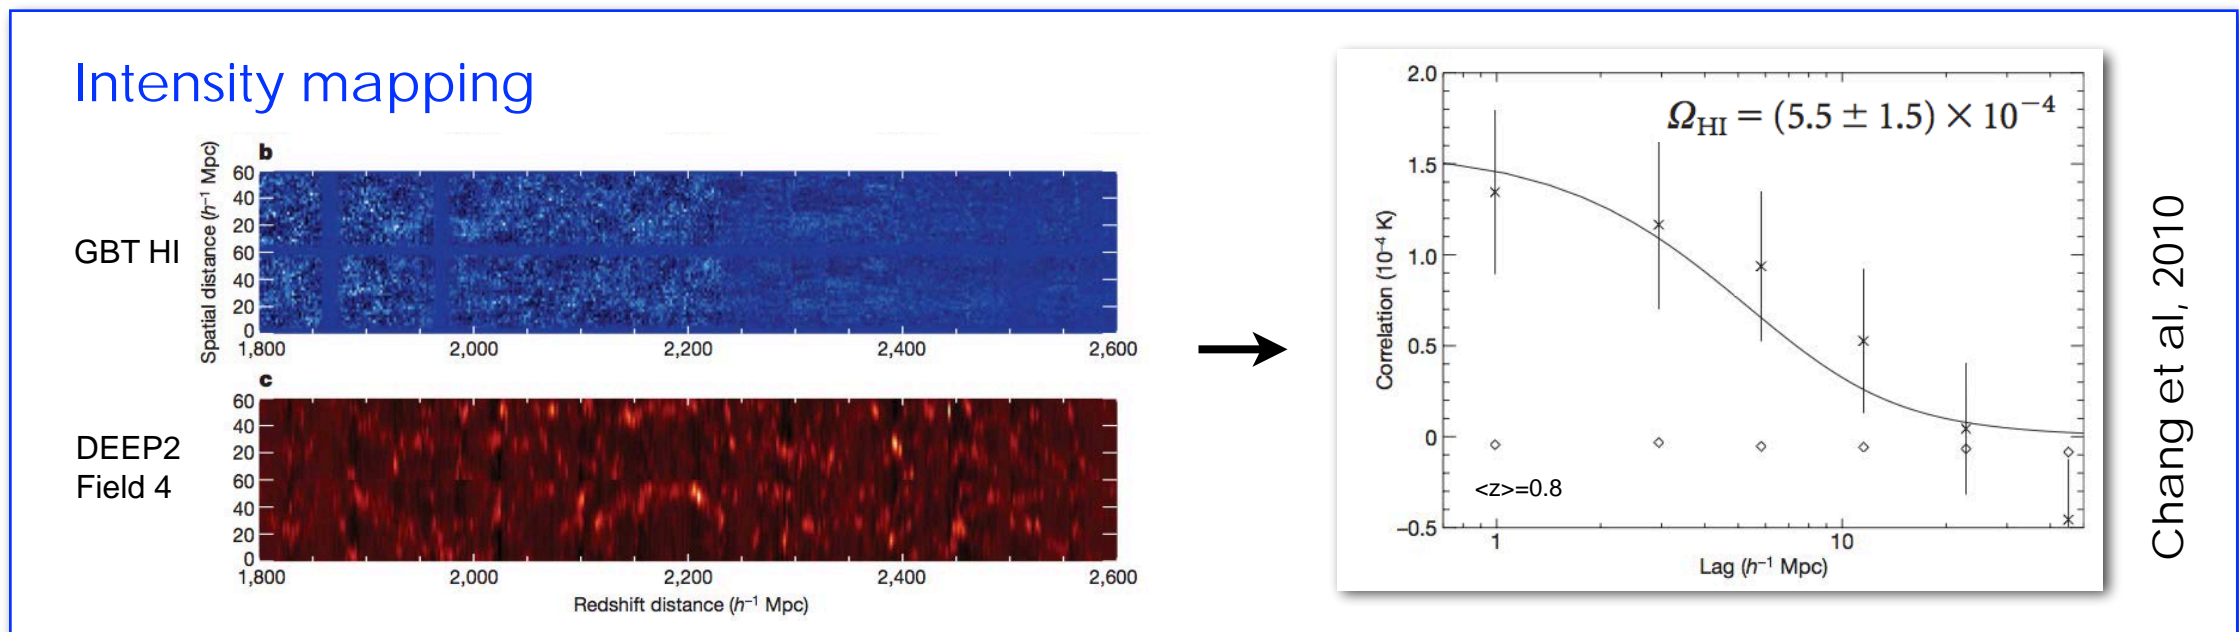 Intensity mapping
b
Spatial distance (h⁻¹ Mpc)
60
40
20
60
40
20
0
GBT HI
1,800 2,000 2,200 2,400 2,600
c
60
40
20
60
40
20
0
DEEP2
Field 4
1,800 2,000 2,200 2,400 2,600
Redshift distance (h⁻¹ Mpc)
Ω_HI = (5.5 ± 1.5) × 10⁻⁴
Correlation (10⁻⁴ K)
2.0
1.5
1.0
0.5
0
−0.5
<z>=0.8
1 10
Lag (h⁻¹ Mpc)
Chang et al, 2010